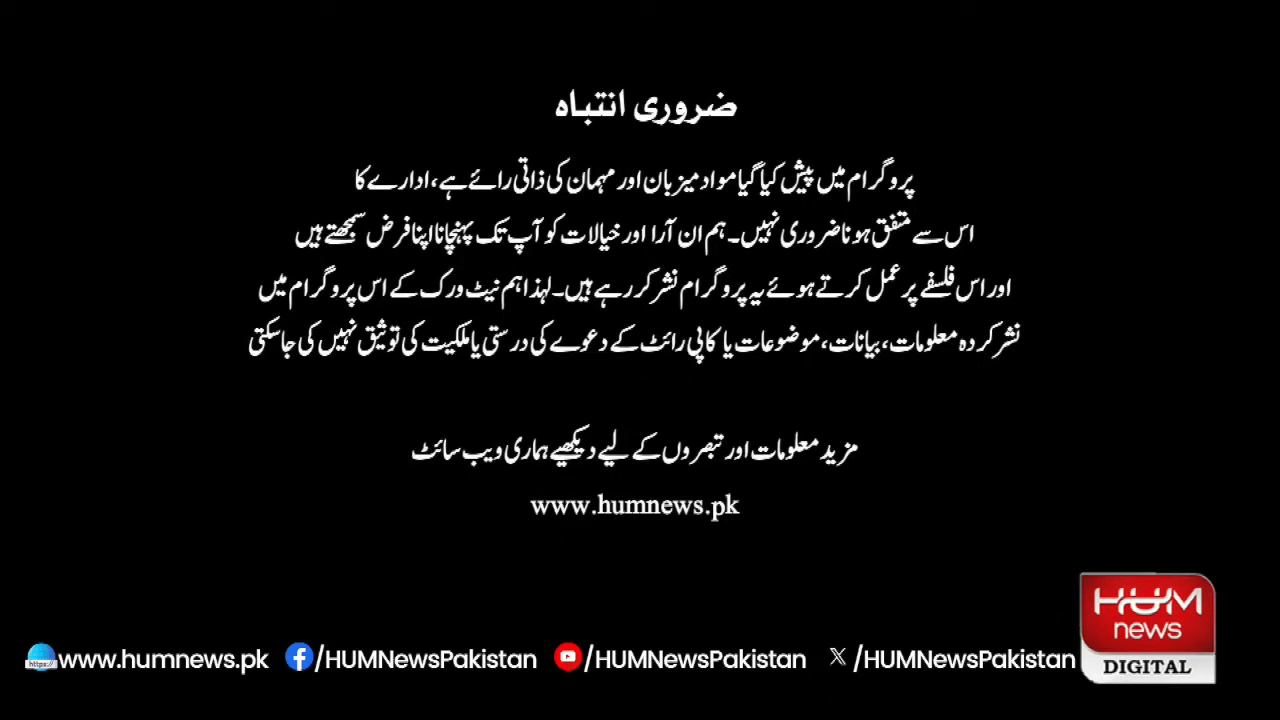 ضروری انتباہ
پروگرام میں پیش کیا گیا مواد میزبان اور مہمان کی ذاتی رائے ہے، ادارے کا
اس سے متفق ہونا ضروری نہیں۔ ہم ان آرا اور خیالات کو آپ تک پہنچانا اپنا فرض سمجھتے ہیں
اور اس فلسفے پر عمل کرتے ہوئے یہ پروگرام نشر کر رہے ہیں۔ لہذا ہم نیٹ ورک کے اس پروگرام میں
نشر کردہ معلومات، بیانات، موضوعات یا کاپی رائٹ کے دعوے کی درستی یا ملکیت کی توثیق نہیں کی جاسکتی
مزید معلومات اور تبصروں کے لیے دیکھیے ہماری ویب سائٹ
www.humnews.pk
HUM
news
DIGITAL
https:// www.humnews.pk /HUMNewsPakistan /HUMNewsPakistan X /HUMNewsPakistan